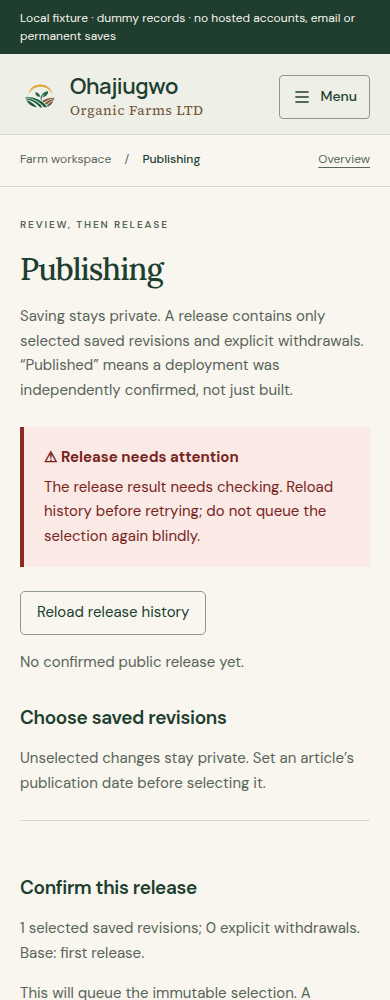 Local fixture · dummy records · no hosted accounts, email or
permanent saves
Ohajiugwo
Organic Farms LTD
Menu
Farm workspace / Publishing
Overview
REVIEW, THEN RELEASE
Publishing
Saving stays private. A release contains only
selected saved revisions and explicit withdrawals.
“Published” means a deployment was
independently confirmed, not just built.
⚠ Release needs attention
The release result needs checking. Reload
history before retrying; do not queue the
selection again blindly.
Reload release history
No confirmed public release yet.
Choose saved revisions
Unselected changes stay private. Set an article’s
publication date before selecting it.
Confirm this release
1 selected saved revisions; 0 explicit withdrawals.
Base: first release.
This will queue the immutable selection. A